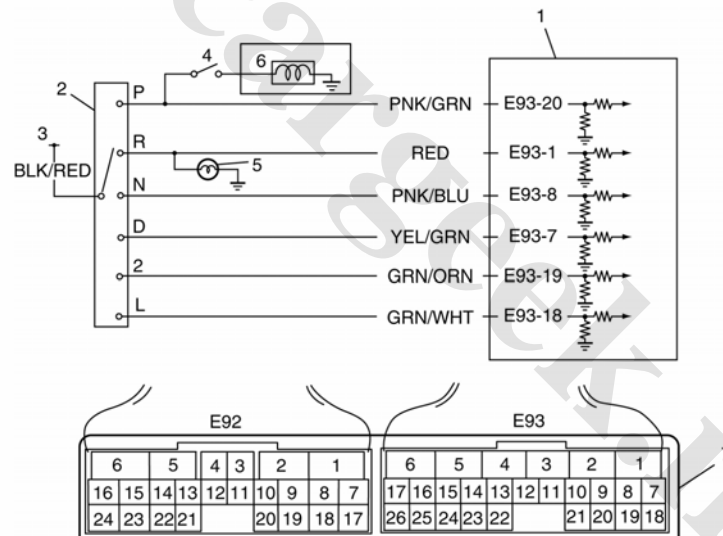 1
4
6
2
P
PNK/GRN
E93-20
3
R
RED
E93-1
BLK/RED
5
N
PNK/BLU
E93-8
D
YEL/GRN
E93-7
2
GRN/ORN
E93-19
L
GRN/WHT
E93-18
E92
E93
6 5 4 3 2 1
16 15 14 13 12 11 10 9 8 7
24 23 22 21 20 19 18 17
6 5 4 3 2 1
17 16 15 14 13 12 11 10 9 8 7
26 25 24 23 22 21 20 19 18